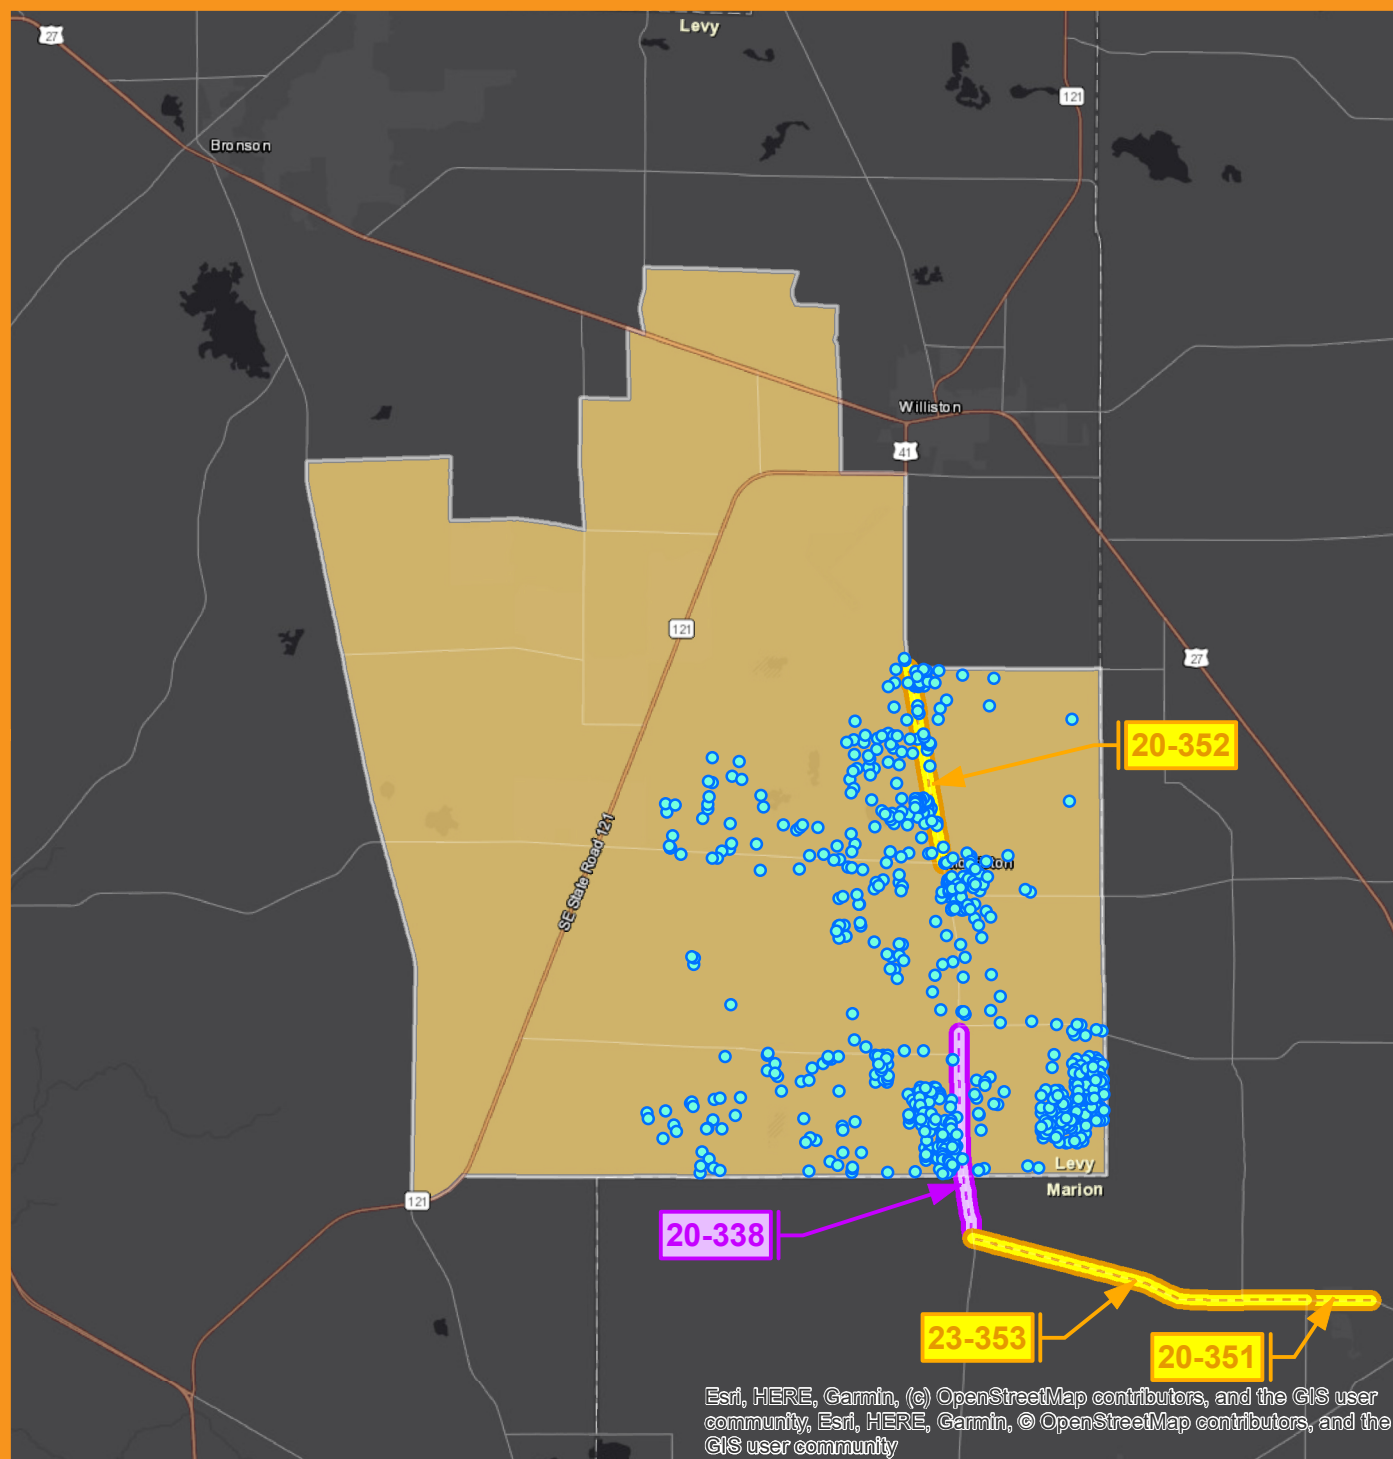 Levy
27
121
Bronson
Williston
41
121
27
20-352
SE State Road 121
Levy
Marion
121
20-338
23-353
20-351
Esri, HERE, Garmin, (c) OpenStreetMap contributors, and the GIS user
community, Esri, HERE, Garmin, © OpenStreetMap contributors, and the
GIS user community